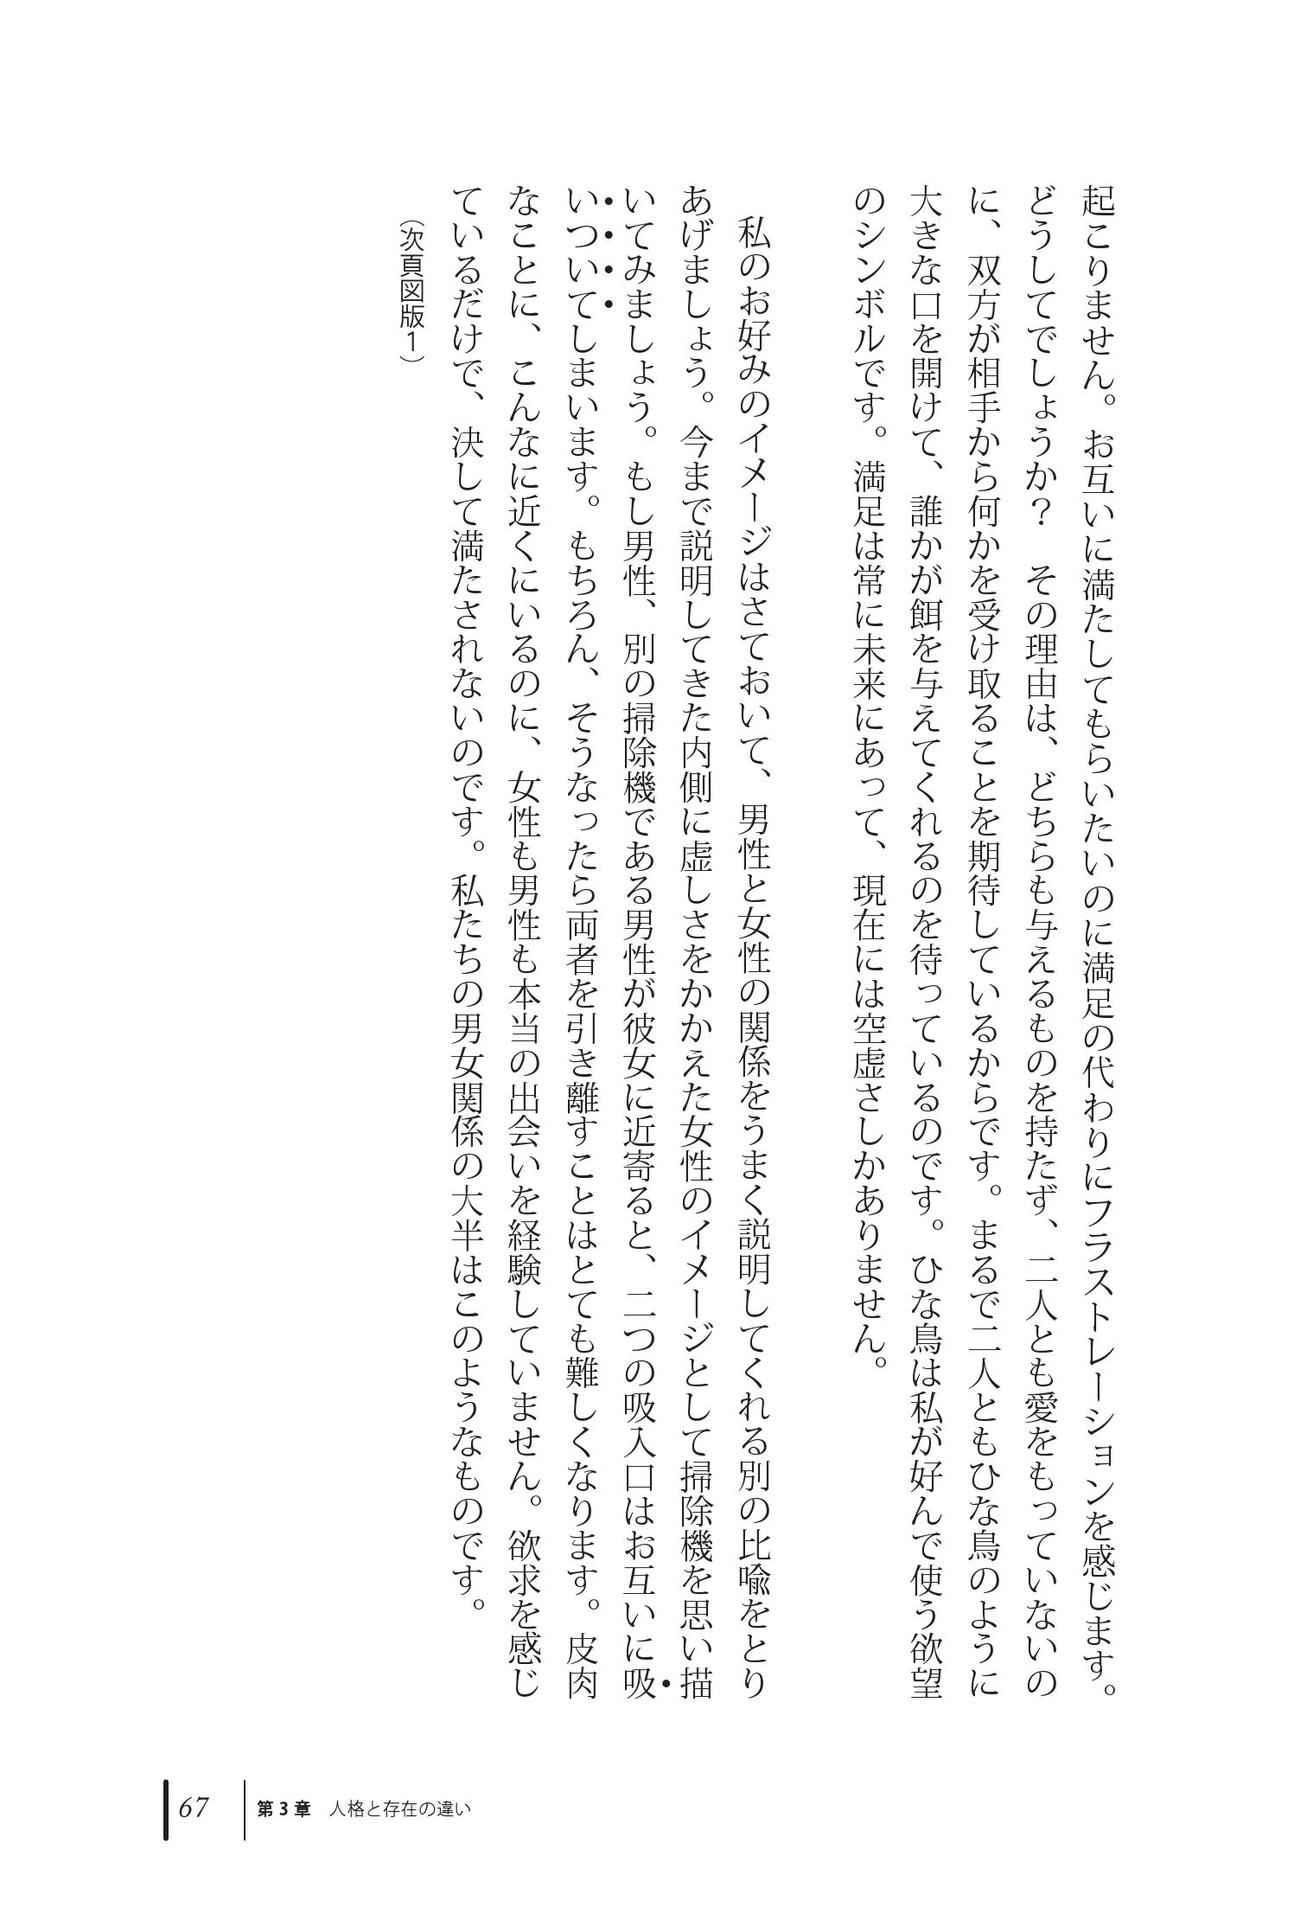 起こりません。お互いに満たしてもらいたいのに満足の代わりにフラストレーションを感じます。
どうしてでしょうか？　その理由は、どちらも与えるものを持たず、二人とも愛をもっていないの
に、双方が相手から何かを受け取ることを期待しているからです。まるで二人ともひな鳥のように
大きな口を開けて、誰かが餌を与えてくれるのを待っているのです。ひな鳥は私が好んで使う欲望
のシンボルです。満足は常に未来にあって、現在には空虚さしかありません。
　私のお好みのイメージはさておいて、男性と女性の関係をうまく説明してくれる別の比喩をとり
あげましょう。今まで説明してきた内側に虚しさをかかえた女性のイメージとして掃除機を思い描
いてみましょう。もし男性、別の掃除機である男性が彼女に近寄ると、二つの吸入口はお互いに吸
いついてしまいます。もちろん、そうなったら両者を引き離すことはとても難しくなります。皮肉
なことに、こんなに近くにいるのに、女性も男性も本当の出会いを経験していません。欲求を感じ
ているだけで、決して満たされないのです。私たちの男女関係の大半はこのようなものです。
（次頁図版１）
67　第3章　人格と存在の違い